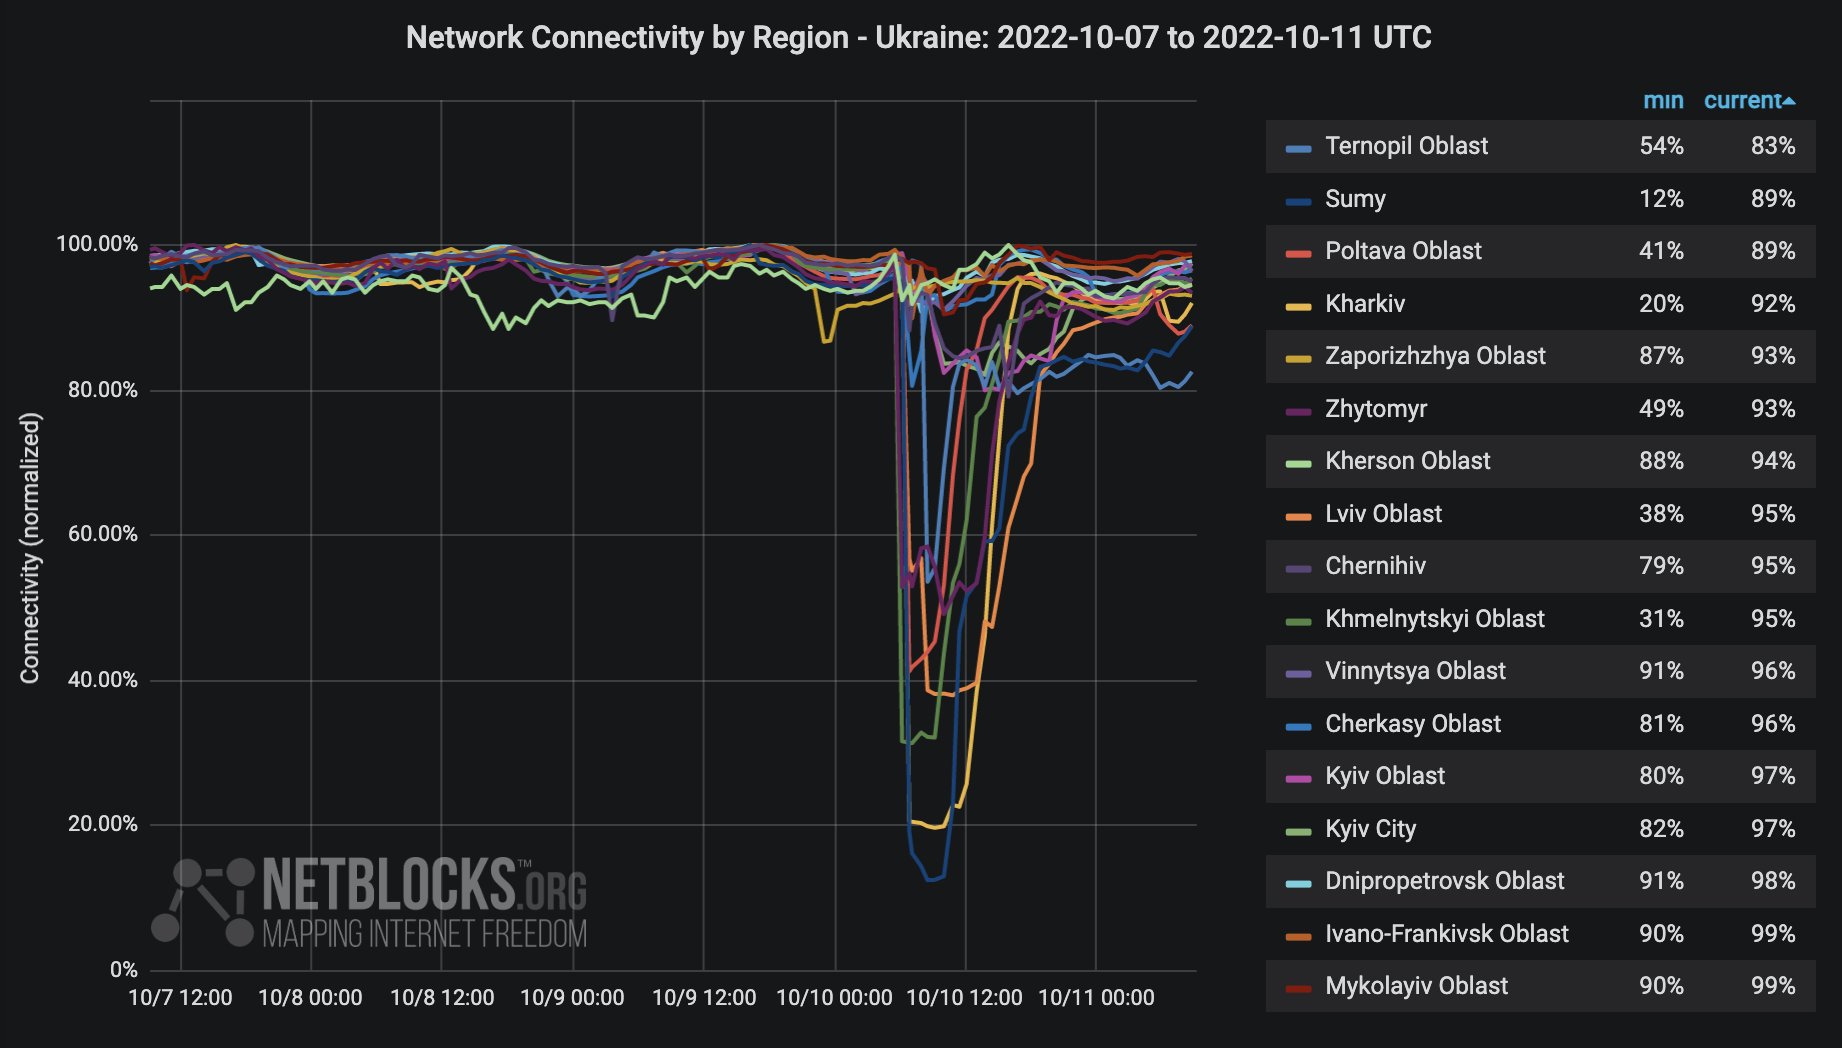 Network Connectivity by Region - Ukraine: 2022-10-07 to 2022-10-11 UTC
min current
Ternopil Oblast 54% 83%
Sumy 12% 89%
Poltava Oblast 41% 89%
Kharkiv 20% 92%
Zaporizhzhya Oblast 87% 93%
Zhytomyr 49% 93%
Kherson Oblast 88% 94%
Lviv Oblast 38% 95%
Chernihiv 79% 95%
Khmelnytskyi Oblast 31% 95%
Vinnytsya Oblast 91% 96%
Cherkasy Oblast 81% 96%
Kyiv Oblast 80% 97%
Kyiv City 82% 97%
Dnipropetrovsk Oblast 91% 98%
Ivano-Frankivsk Oblast 90% 99%
Mykolayiv Oblast 90% 99%
Connectivity (normalized)
100.00%
80.00%
60.00%
40.00%
20.00%
0%
10/7 12:00 10/8 00:00 10/8 12:00 10/9 00:00 10/9 12:00 10/10 00:00 10/10 12:00 10/11 00:00
NETBLOCKS™.ORG
MAPPING INTERNET FREEDOM